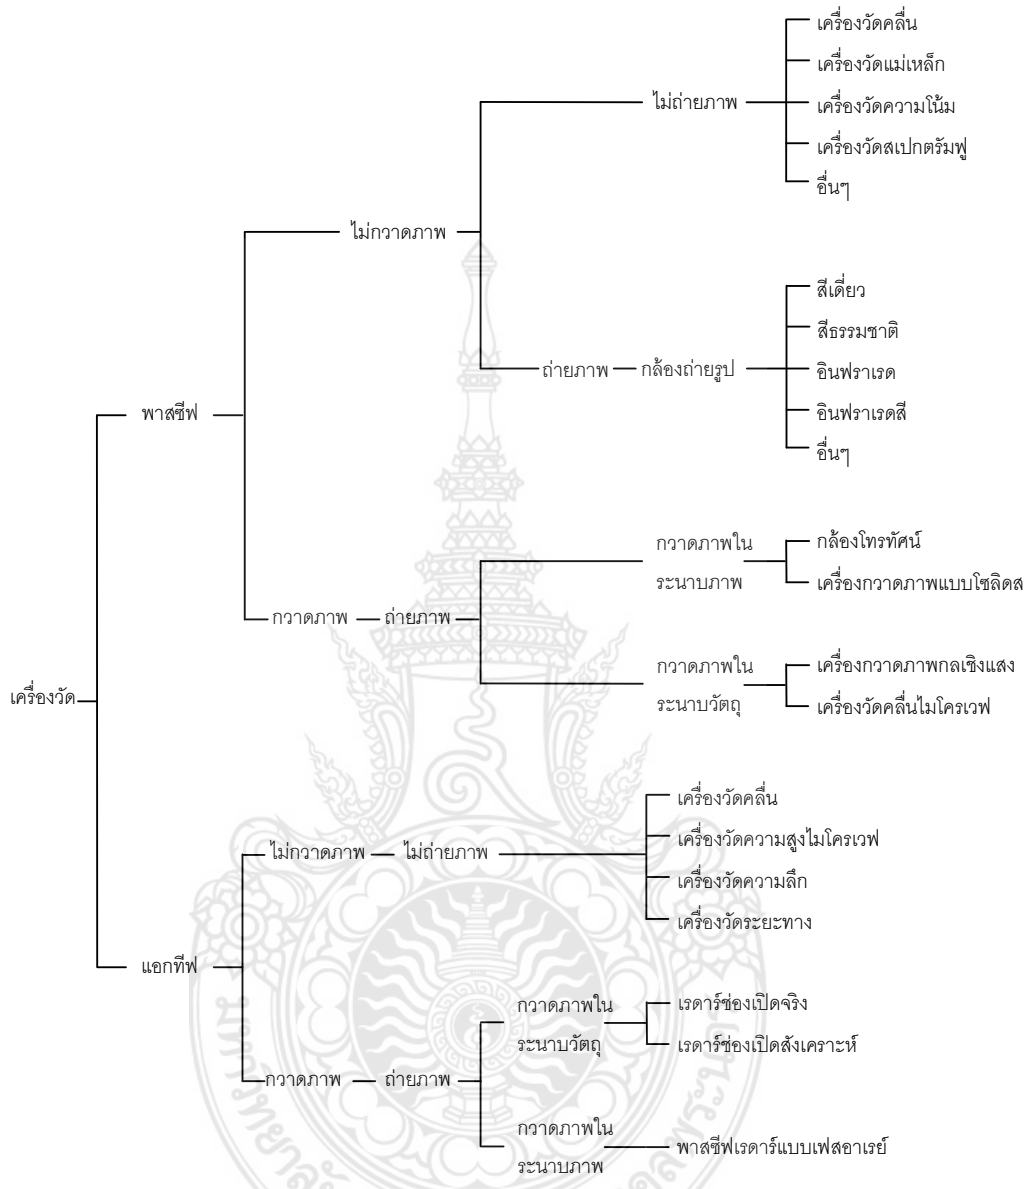 เครื่องวัดคลื่น
เครื่องวัดแม่เหล็ก
ไม่ถ่ายภาพ
เครื่องวัดความโน้ม
เครื่องวัดสเปกตรัมฟู
อื่นๆ
ไม่กวาดภาพ
สีเดี่ยว
สีธรรมชาติ
ถ่ายภาพ กล้องถ่ายรูป อินฟราเรด
พาสซีฟ
อินฟราเรดสี
อื่นๆ
กวาดภาพใน
ระนาบภาพ
กล้องโทรทัศน์
เครื่องกวาดภาพแบบโซลิดส
กวาดภาพ ถ่ายภาพ
กวาดภาพใน
ระนาบวัตถุ
เครื่องกวาดภาพกลเชิงแสง
เครื่องวัดคลื่นไมโครเวฟ
เครื่องวัด
เครื่องวัดคลื่น
เครื่องวัดความสูงไมโครเวฟ
ไม่กวาดภาพ ไม่ถ่ายภาพ
เครื่องวัดความลึก
เครื่องวัดระยะทาง
แอกทีฟ
กวาดภาพใน
ระนาบวัตถุ
เรดาร์ช่องเปิดจริง
เรดาร์ช่องเปิดสังเคราะห์
กวาดภาพ ถ่ายภาพ
กวาดภาพใน
ระนาบภาพ
พาสซีฟเรดาร์แบบเฟสอาเรย์